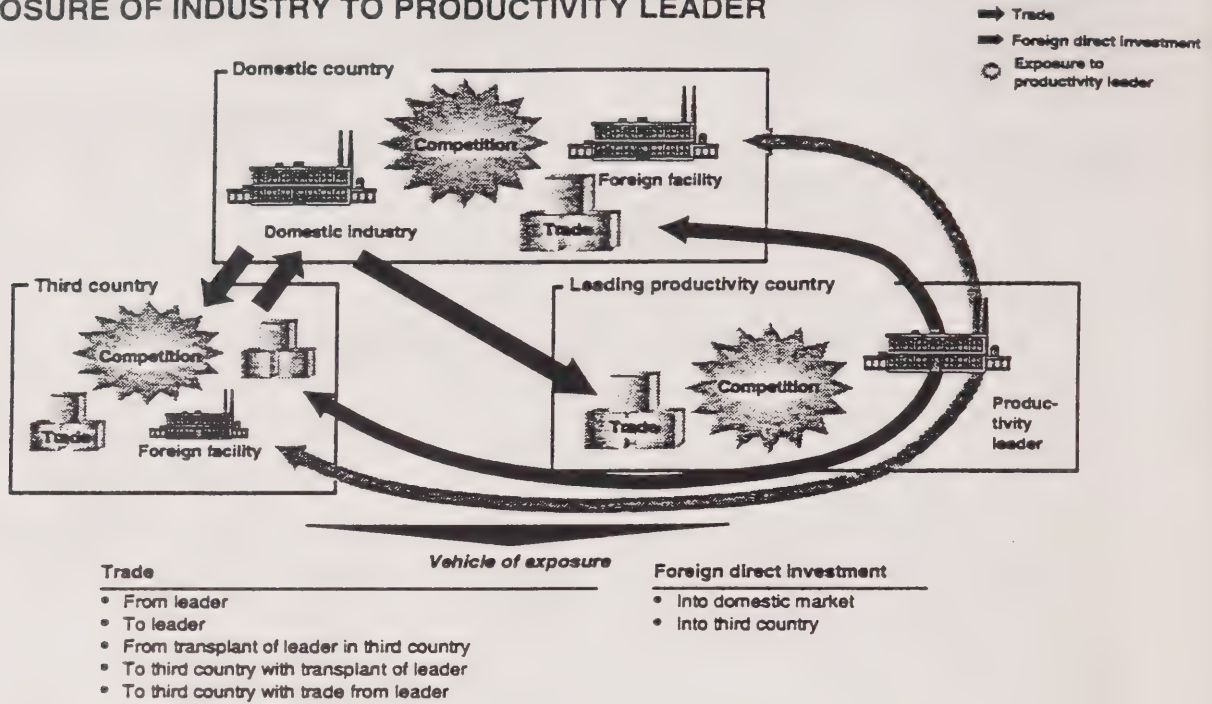 OSURE OF INDUSTRY TO PRODUCTIVITY LEADER
Trade
Foreign direct investment
Exposure to
productivity leader
Domestic country
Competition
Foreign facility
Trade
Domestic industry
Third country
Competition
Trade
Foreign facility
Leading productivity country
Competition
Trade
Produc-
tivity
leader
Vehicle of exposure
Trade
• From leader
• To leader
• From transplant of leader in third country
• To third country with transplant of leader
• To third country with trade from leader
Foreign direct investment
• Into domestic market
• Into third country